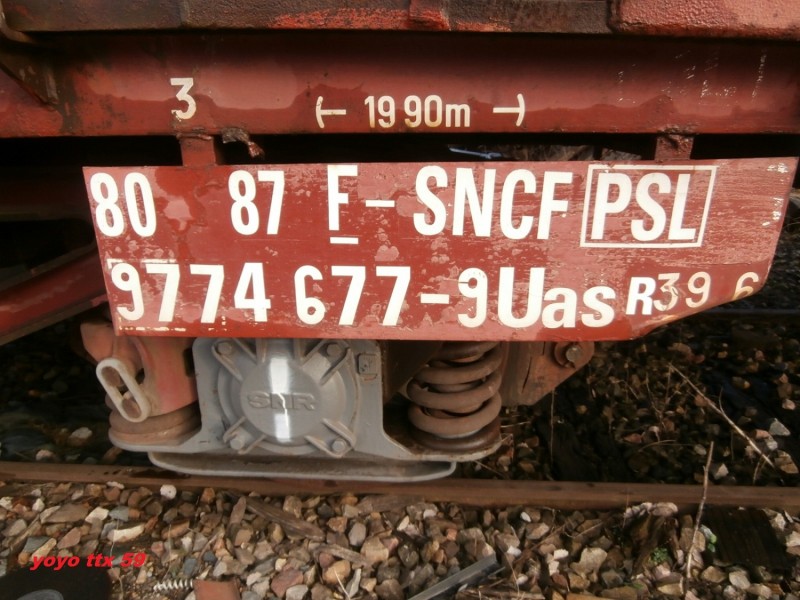 3 19 90m
80 87 F-SNCF PSL
9774 677-9 Uas R39 6
SNR
yoyo ttx 59